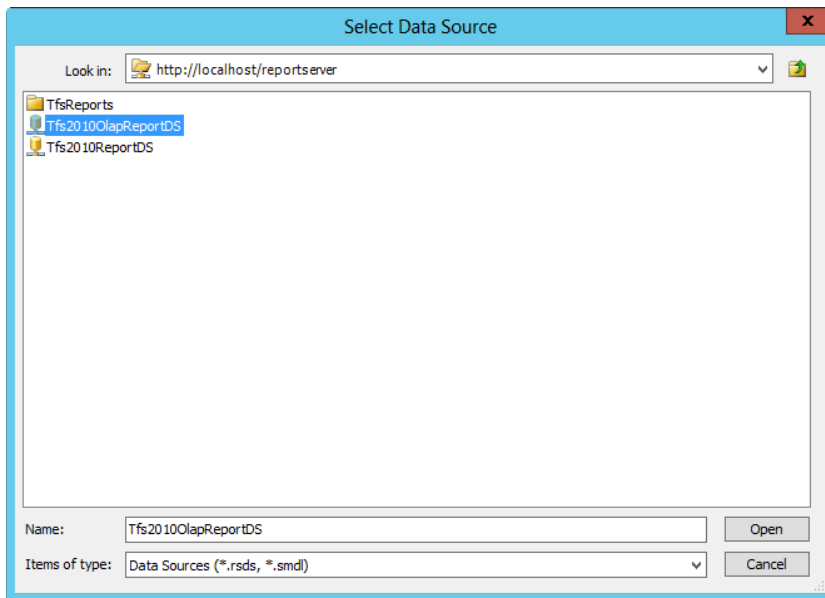 Select Data Source
x
Look in: http://localhost/reportserver
TfsReports
Tfs2010OlapReportDS
Tfs2010ReportDS
Name: Tfs2010OlapReportDS Open
Items of type: Data Sources (*.rsds, *.smdl) Cancel